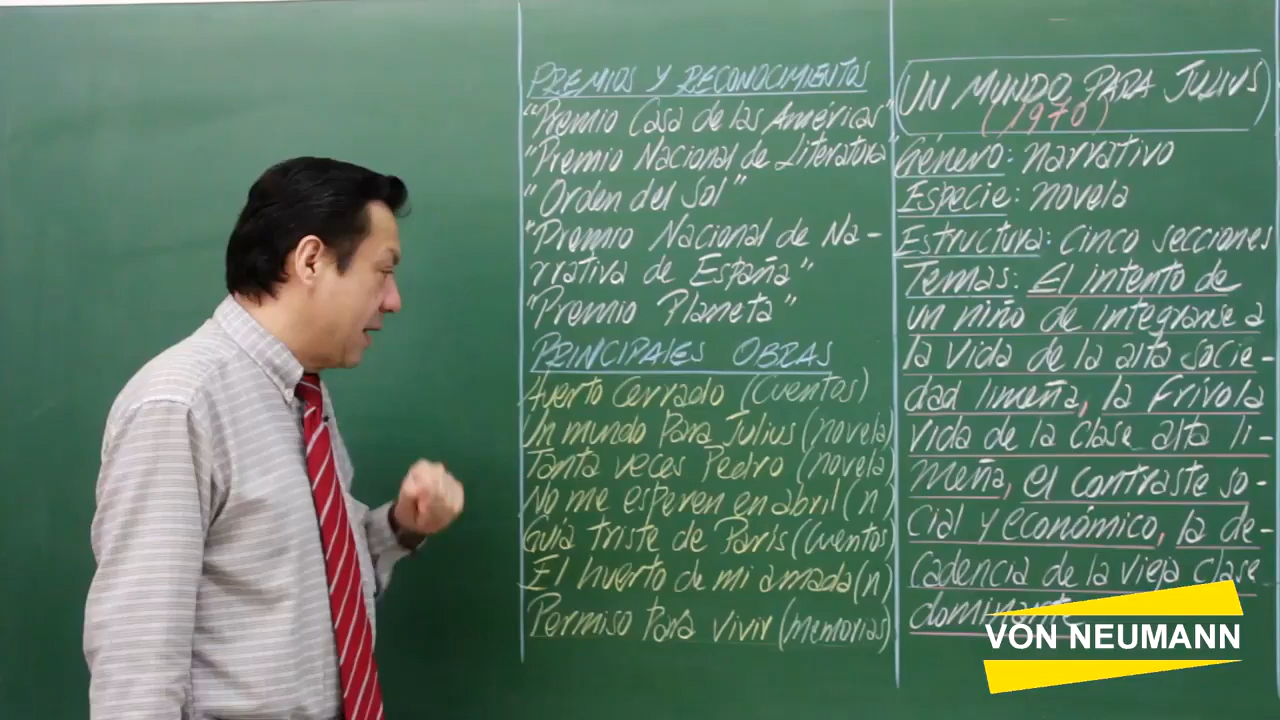 PREMIOS Y RECONOCIMIENTOS
"Premio Casa de las Américas"
"Premio Nacional de Literatura"
"Orden del Sol"
"Premio Nacional de Na-
rrativa de España"
"Premio Planeta"
PRINCIPALES OBRAS
Huerto Cerrado (Cuentos)
Un mundo Para Julius (novela)
Tanta veces Pedro (novela)
No me esperen en abril (n)
Guía triste de París (Cuentos)
El huerto de mi amada (n)
Permiso Para vivir (memorias)
UN MUNDO PARA JULIUS
(1970)
Género: narrativo
Especie: novela
Estructura: cinco secciones
Temas: El intento de
un niño de integrarse a
la vida de la alta socie-
dad limeña, la frívola
vida de la clase alta li-
meña, el contraste so-
cial y económico, la de-
cadencia de la vieja clase
dominante
VON NEUMANN